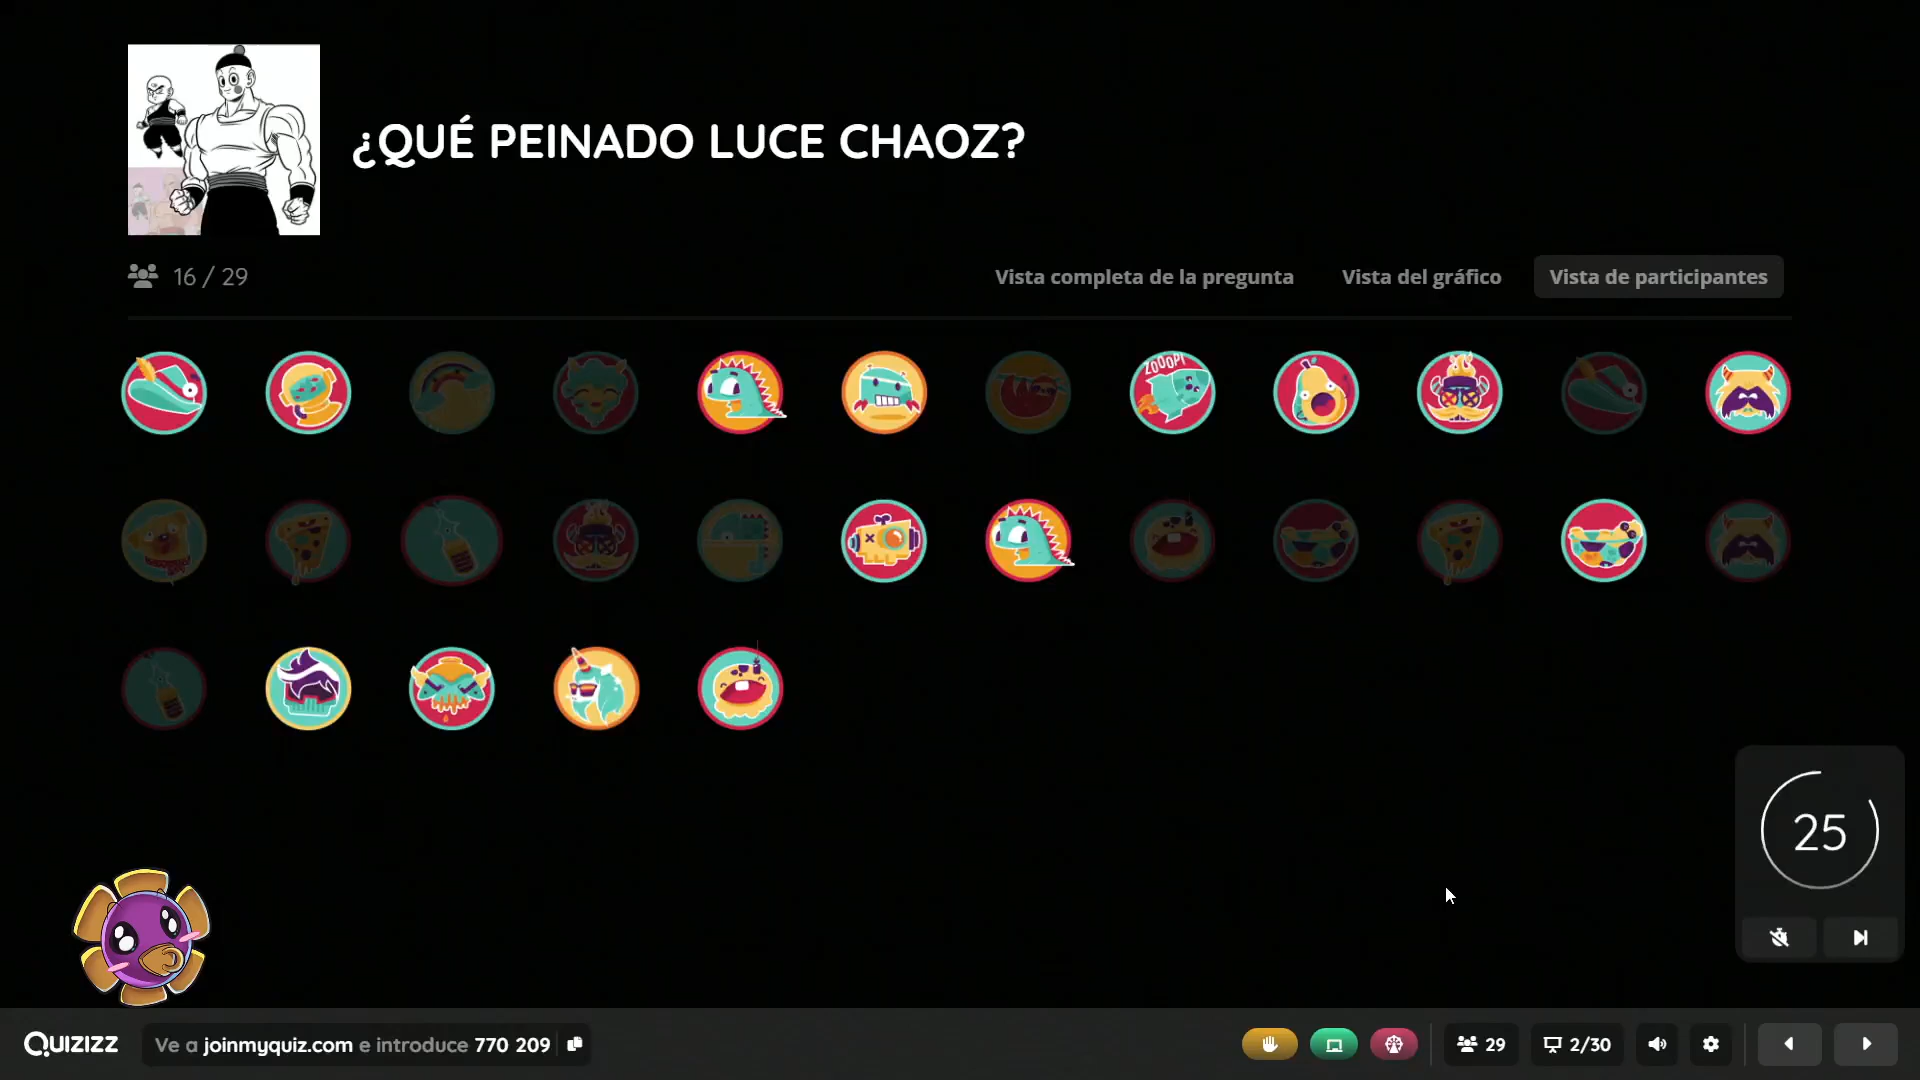 ¿QUÉ PEINADO LUCE CHAOZ?
16 / 29
Vista completa de la pregunta
Vista del gráfico
Vista de participantes
ZOOOP!
25
QUIZIZZ
Ve a joinmyquiz.com e introduce 770 209
29
2/30